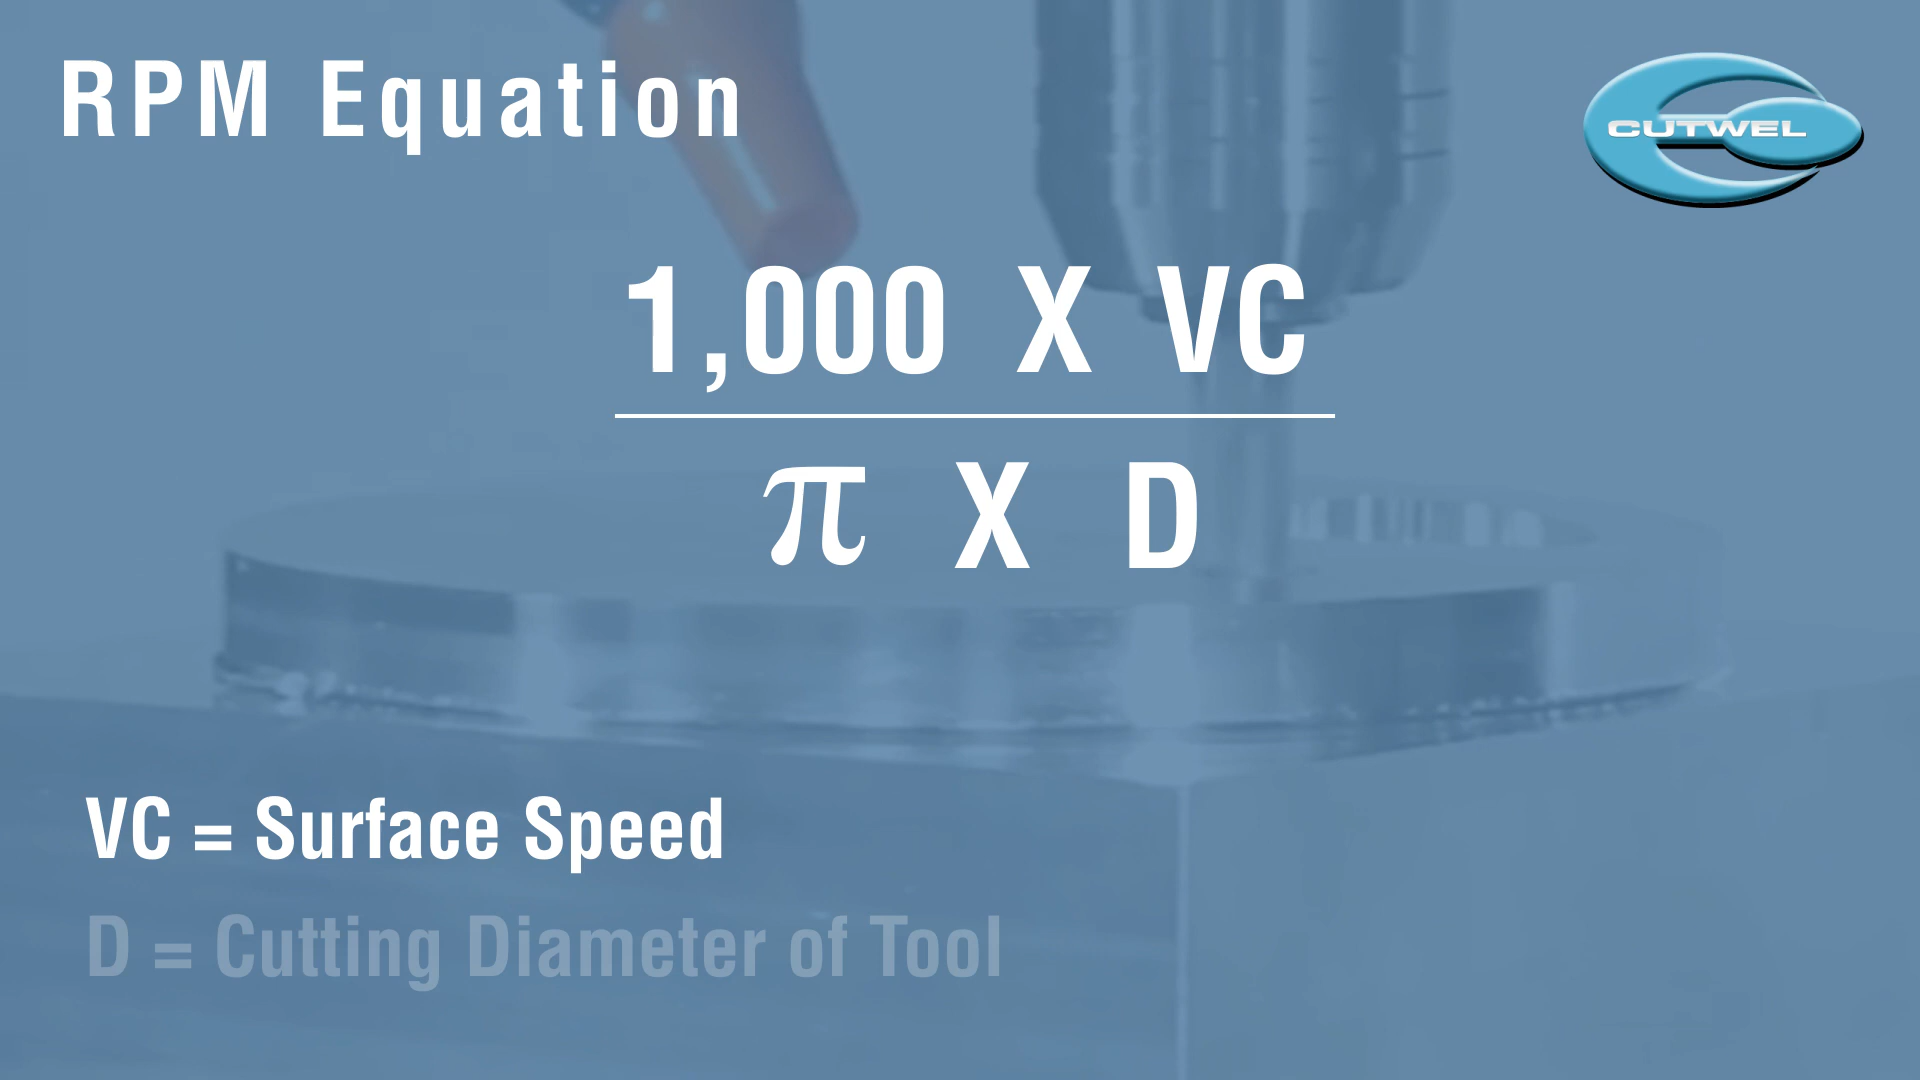 RPM Equation
CUTWEL
1,000 X VC
π X D
VC = Surface Speed
D = Cutting Diameter of Tool